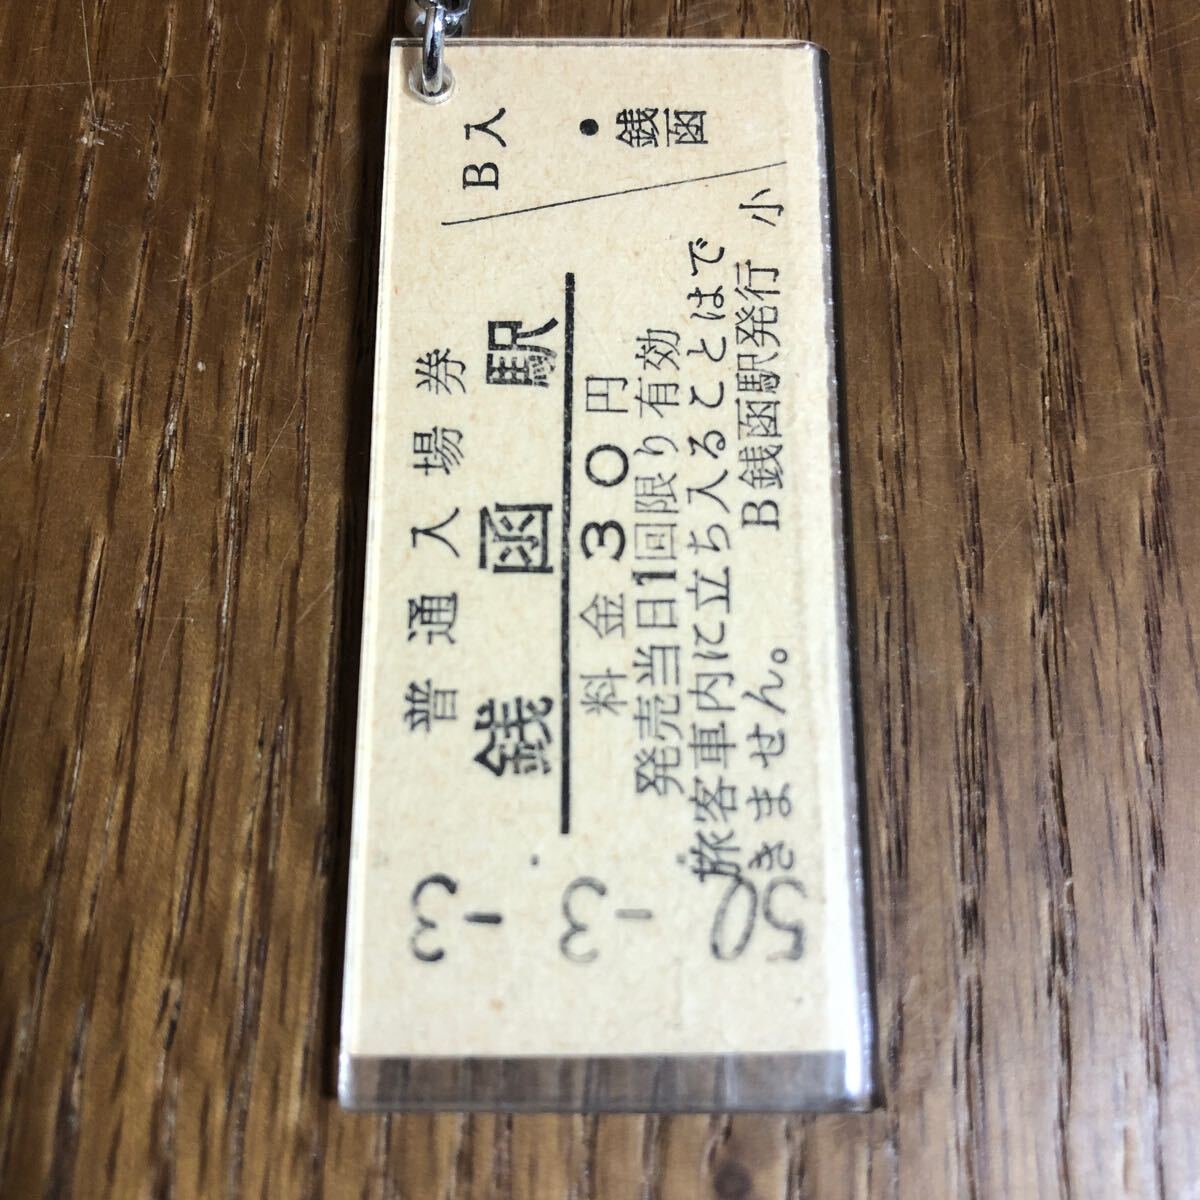 普通入場券
銭函駅
料金30円
発売当日1回限り有効
旅客車内に立ち入ることはで
きません。 B銭函駅発行
B入
・銭函
小
50.-3.-3